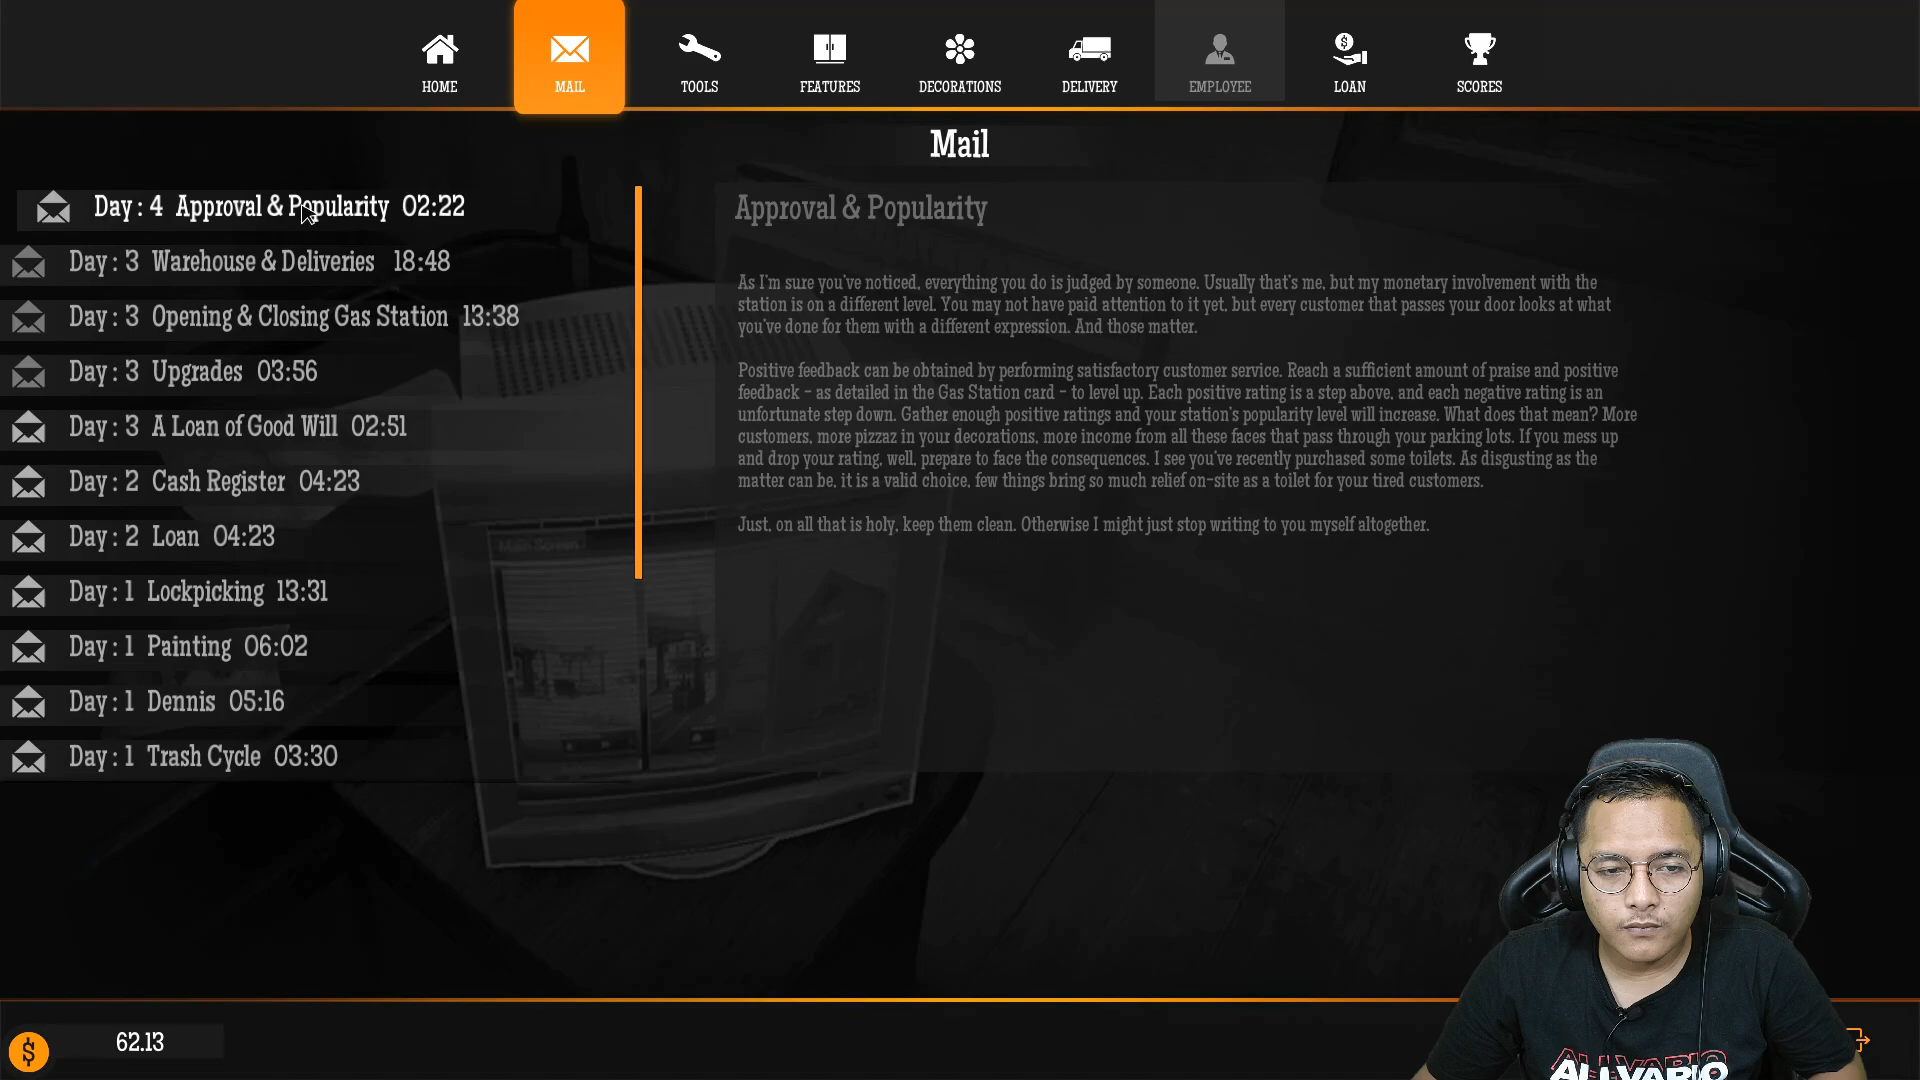 HOME
MAIL
TOOLS
FEATURES
DECORATIONS
DELIVERY
EMPLOYEE
LOAN
SCORES
Mail
Day : 4 Approval & Popularity 02:22
Day : 3 Warehouse & Deliveries 18:48
Day : 3 Opening & Closing Gas Station 13:38
Day : 3 Upgrades 03:56
Day : 3 A Loan of Good Will 02:51
Day : 2 Cash Register 04:23
Day : 2 Loan 04:23
Day : 1 Lockpicking 13:31
Day : 1 Painting 06:02
Day : 1 Dennis 05:16
Day : 1 Trash Cycle 03:30
Approval & Popularity
As I'm sure you've noticed, everything you do is judged by someone. Usually that's me, but my monetary involvement with the
station is on a different level. You may not have paid attention to it yet, but every customer that passes your door looks at what
you've done for them with a different expression. And those matter.
Positive feedback can be obtained by performing satisfactory customer service. Reach a sufficient amount of praise and positive
feedback - as detailed in the Gas Station card - to level up. Each positive rating is a step above, and each negative rating is an
unfortunate step down. Gather enough positive ratings and your station's popularity level will increase. What does that mean? More
customers, more pizzaz in your decorations, more income from all these faces that pass through your parking lots. If you mess up
and drop your rating, well, prepare to face the consequences. I see you've recently purchased some toilets. As disgusting as the
matter can be, it is a valid choice, few things bring so much relief on-site as a toilet for your tired customers.
Just, on all that is holy, keep them clean. Otherwise I might just stop writing to you myself altogether.
Main Screen
$ 62.13
ALLVARIO
ALLVARIO